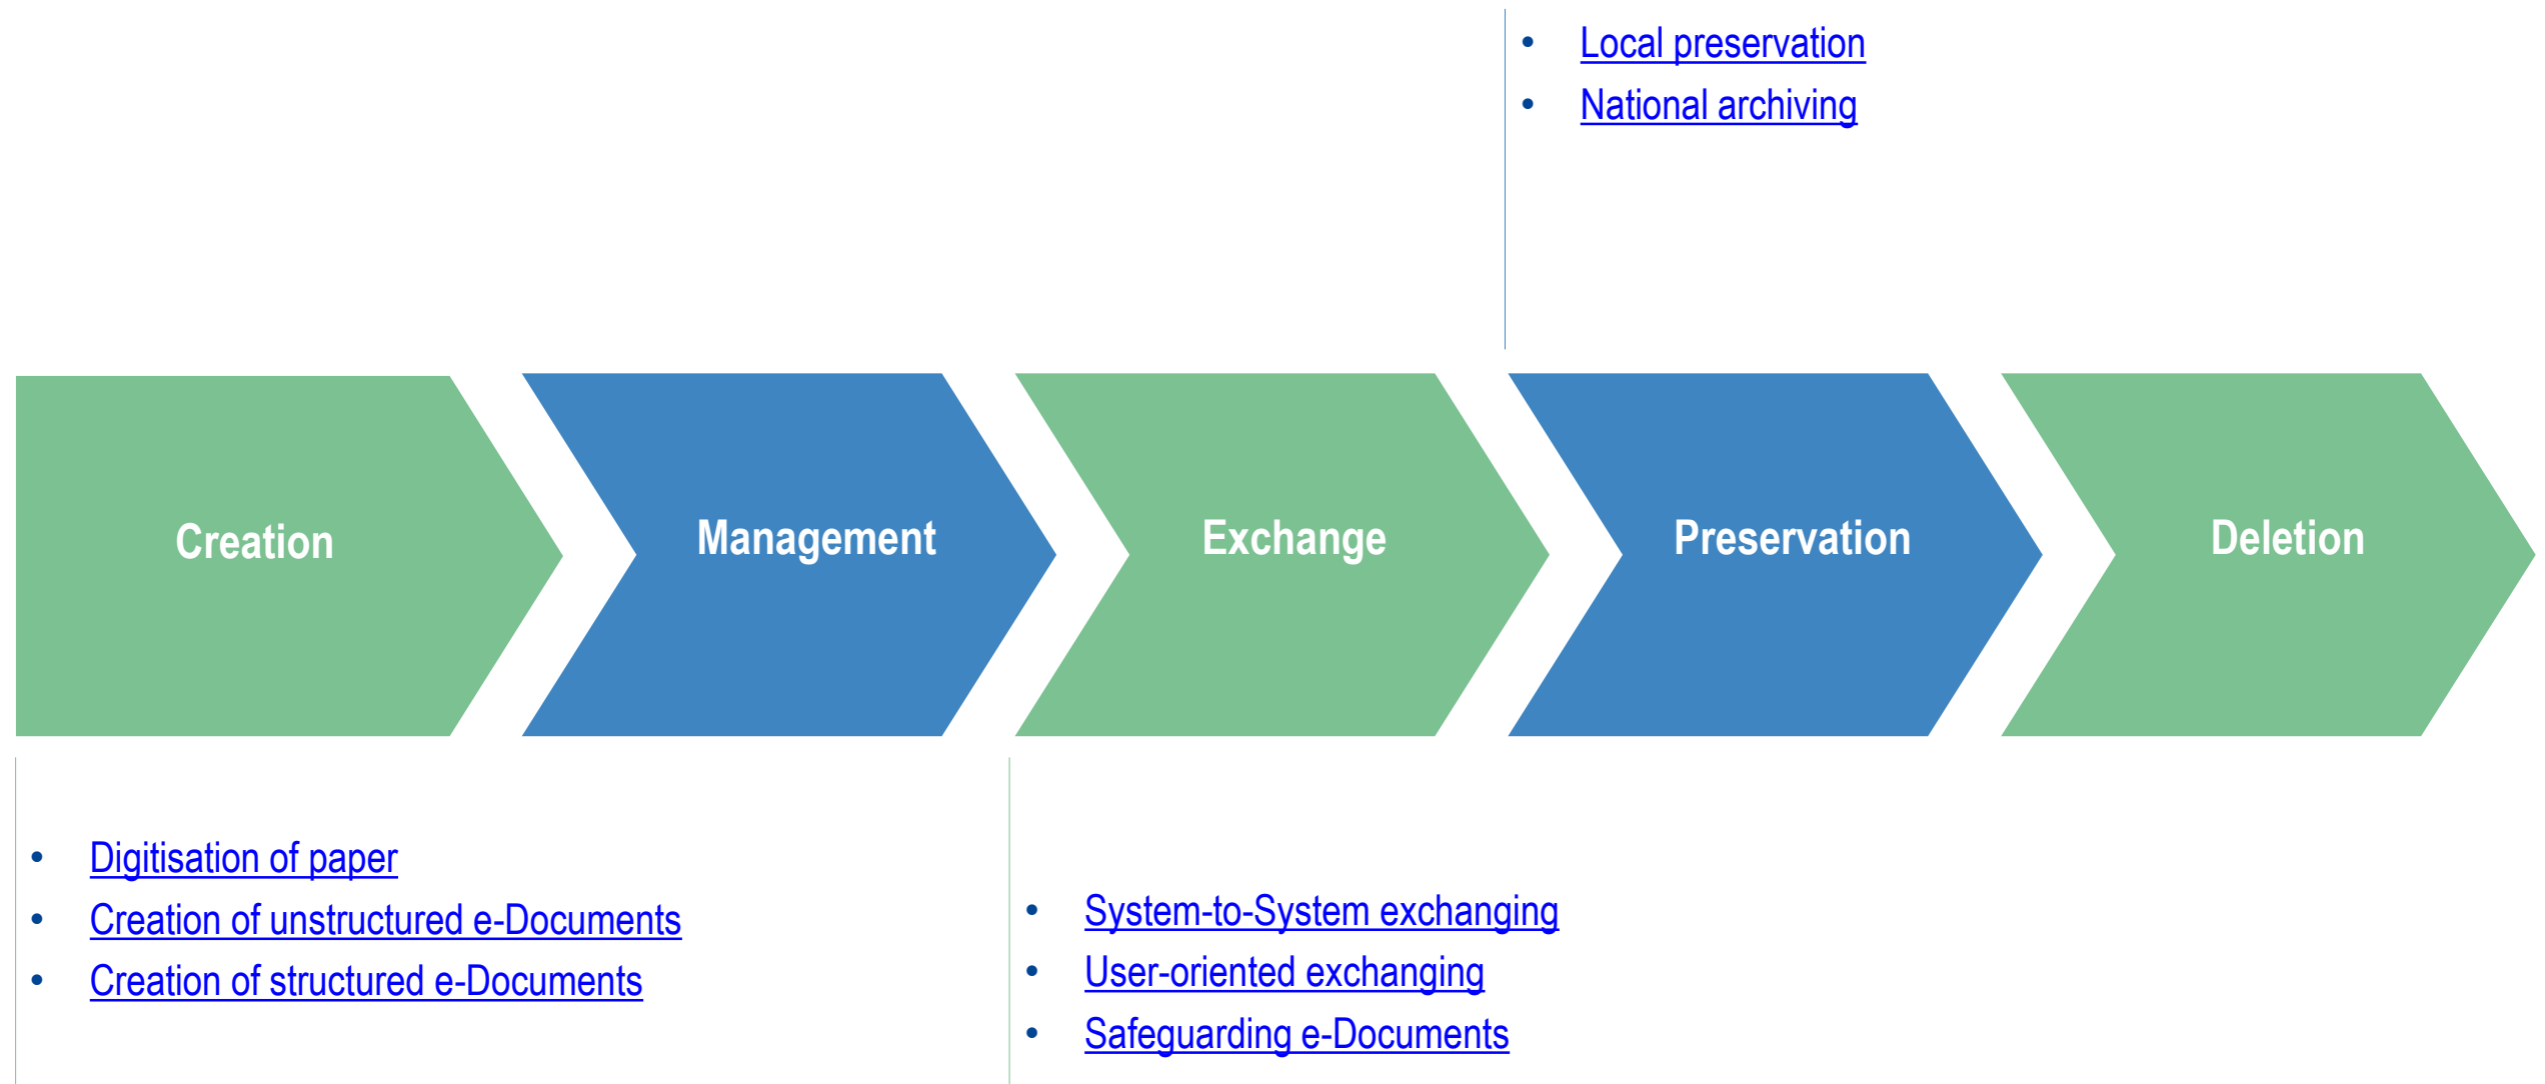 • Local preservation
• National archiving
Creation
Management
Exchange
Preservation
Deletion
• Digitisation of paper
• Creation of unstructured e-Documents
• Creation of structured e-Documents
• System-to-System exchanging
• User-oriented exchanging
• Safeguarding e-Documents